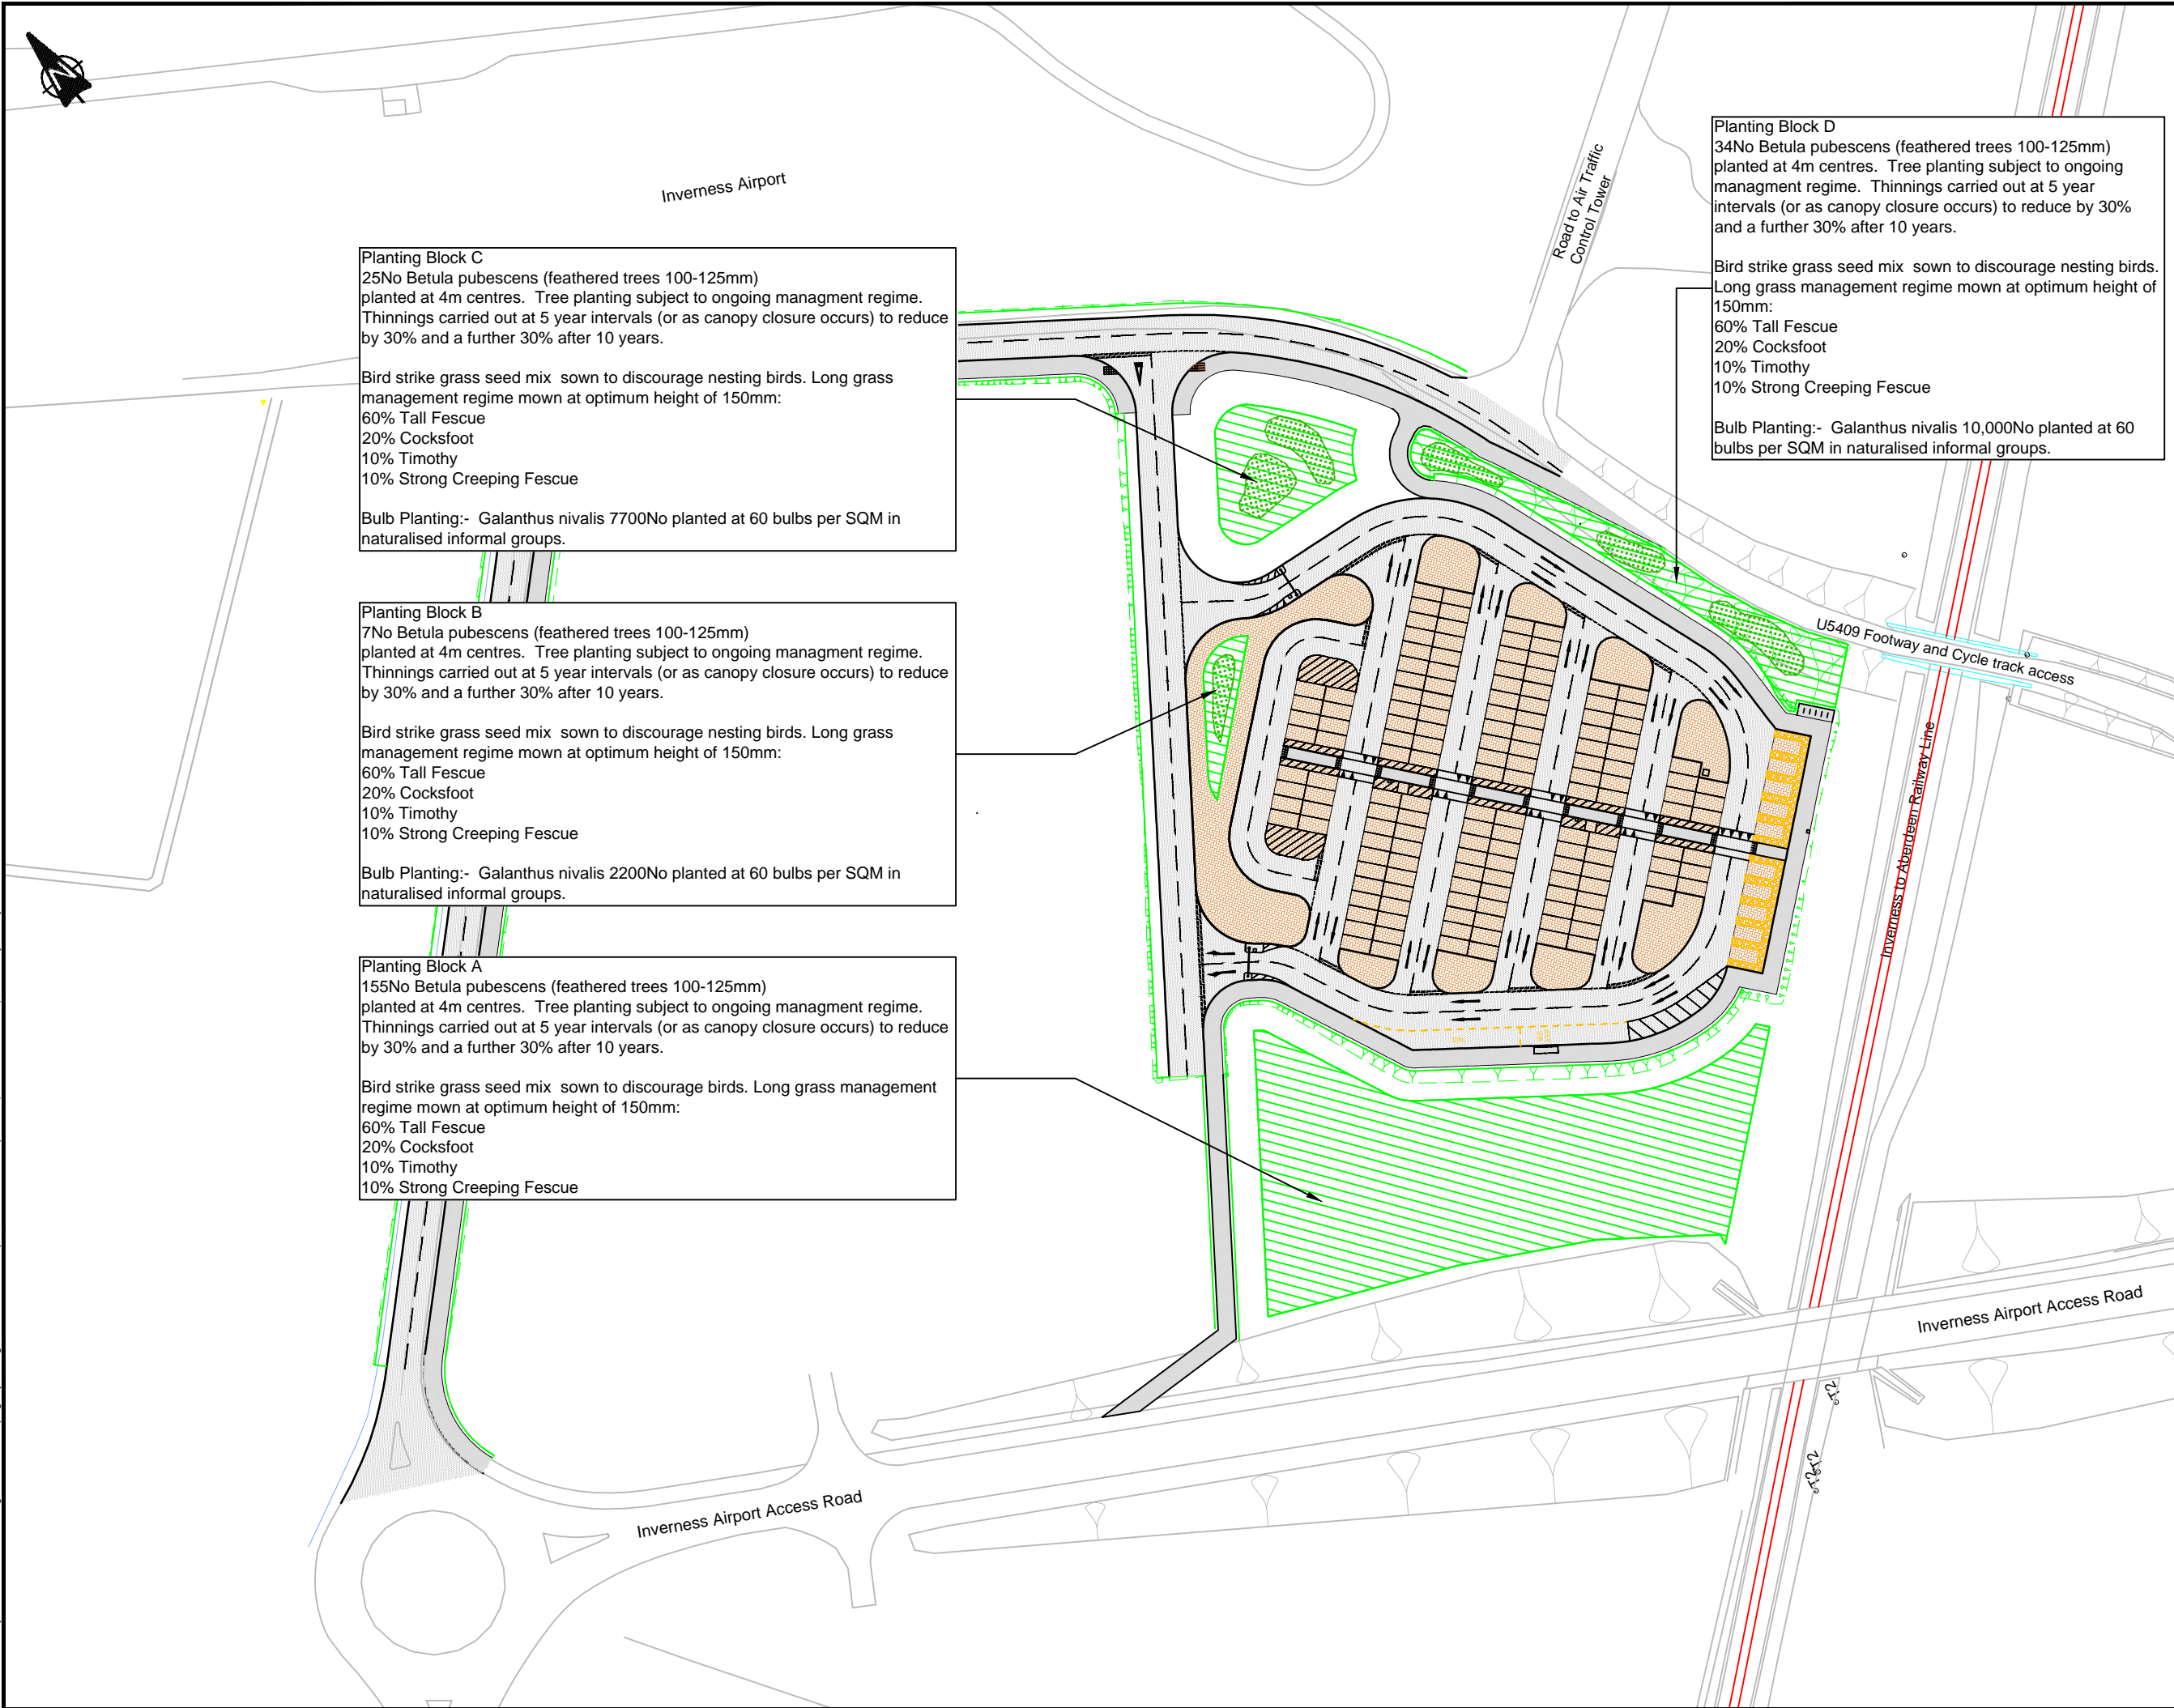 N
Inverness Airport
Road to Air Traffic
Control Tower
Planting Block D
34No Betula pubescens (feathered trees 100-125mm)
planted at 4m centres.  Tree planting subject to ongoing
managment regime.  Thinnings carried out at 5 year
intervals (or as canopy closure occurs) to reduce by 30%
and a further 30% after 10 years.
Bird strike grass seed mix  sown to discourage nesting birds.
Long grass management regime mown at optimum height of
150mm:
60% Tall Fescue
20% Cocksfoot
10% Timothy
10% Strong Creeping Fescue
Bulb Planting:-  Galanthus nivalis 10,000No planted at 60
bulbs per SQM in naturalised informal groups.
Planting Block C
25No Betula pubescens (feathered trees 100-125mm)
planted at 4m centres.  Tree planting subject to ongoing managment regime.
Thinnings carried out at 5 year intervals (or as canopy closure occurs) to reduce
by 30% and a further 30% after 10 years.
Bird strike grass seed mix  sown to discourage nesting birds. Long grass
management regime mown at optimum height of 150mm:
60% Tall Fescue
20% Cocksfoot
10% Timothy
10% Strong Creeping Fescue
Bulb Planting:-  Galanthus nivalis 7700No planted at 60 bulbs per SQM in
naturalised informal groups.
Planting Block B
7No Betula pubescens (feathered trees 100-125mm)
planted at 4m centres.  Tree planting subject to ongoing managment regime.
Thinnings carried out at 5 year intervals (or as canopy closure occurs) to reduce
by 30% and a further 30% after 10 years.
Bird strike grass seed mix  sown to discourage nesting birds. Long grass
management regime mown at optimum height of 150mm:
60% Tall Fescue
20% Cocksfoot
10% Timothy
10% Strong Creeping Fescue
Bulb Planting:-  Galanthus nivalis 2200No planted at 60 bulbs per SQM in
naturalised informal groups.
U5409 Footway and Cycle track access
Inverness to Aberdeen Railway Line
Planting Block A
155No Betula pubescens (feathered trees 100-125mm)
planted at 4m centres.  Tree planting subject to ongoing managment regime.
Thinnings carried out at 5 year intervals (or as canopy closure occurs) to reduce
by 30% and a further 30% after 10 years.
Bird strike grass seed mix  sown to discourage birds. Long grass management
regime mown at optimum height of 150mm:
60% Tall Fescue
20% Cocksfoot
10% Timothy
10% Strong Creeping Fescue
Inverness Airport Access Road
T2
T2
T2
Inverness Airport Access Road